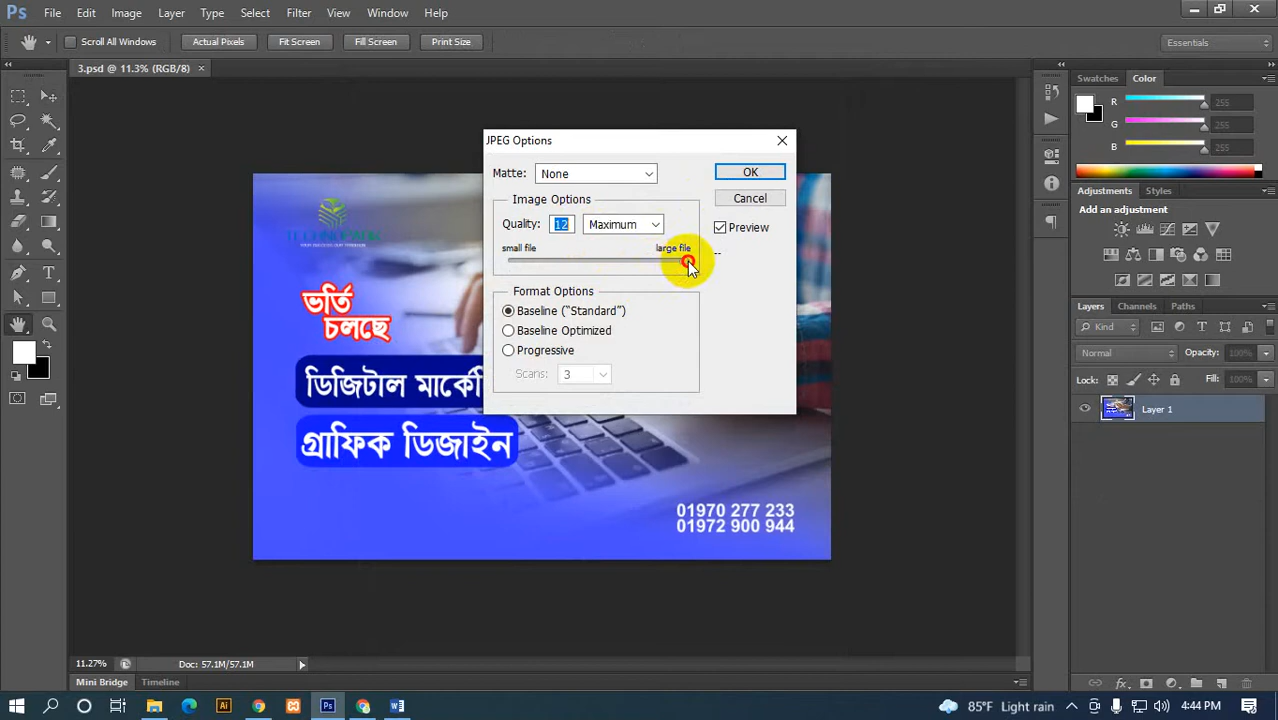 Ps File Edit Image Layer Type Select Filter View Window Help
Scroll All Windows Actual Pixels Fit Screen Fill Screen Print Size Essentials
3.psd @ 11.3% (RGB/8) ×
Swatches Color
R 255
G 255
B 255
Adjustments Styles
Add an adjustment
Layers Channels Paths
Kind
Normal Opacity: 100%
Lock: Fill: 100%
Layer 1
JPEG Options
Matte: None OK
Image Options Cancel
Quality: 12 Maximum Preview
small file large file
--
Format Options
Baseline ("Standard")
Baseline Optimized
Progressive
Scans: 3
ভর্তি
চলছে
ডিজিটাল মার্কেটি
গ্রাফিক ডিজাইন
01970 277 233
01972 900 944
11.27% Doc: 57.1M/57.1M
Mini Bridge Timeline
Ai Ps 85°F Light rain 4:44 PM